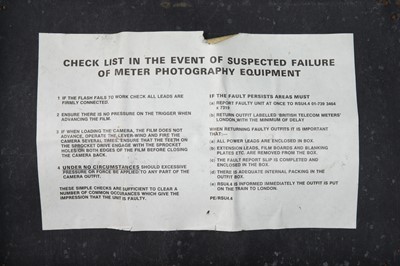 CHECK LIST IN THE EVENT OF SUSPECTED FAILURE
OF METER PHOTOGRAPHY EQUIPMENT
1 IF THE FLASH FAILS TO WORK CHECK ALL LEADS ARE
FIRMLY CONNECTED.
2 ENSURE THERE IS NO PRESSURE ON THE TRIGGER WHEN
ADVANCING THE FILM.
3 IF WHEN LOADING THE CAMERA, THE FILM DOES NOT
ADVANCE, OPERATE THE LEVER-WIND AND FIRE THE
CAMERA SEVERAL TIMES. ENSURE THAT THE TEETH ON
THE SPROCKET DRIVE ENGAGE WITH THE SPROCKET
HOLES ON BOTH EDGES OF THE FILM BEFORE CLOSING
THE CAMERA BACK.
4 UNDER NO CIRCUMSTANCES SHOULD EXCESSIVE
PRESSURE OR FORCE BE APPLIED TO ANY PART OF THE
CAMERA OUTFIT.
THESE SIMPLE CHECKS ARE SUFFICIENT TO CLEAR A
NUMBER OF COMMON OCCURANCES WHICH GIVE THE
IMPRESSION THAT THE UNIT IS FAULTY.
IF THE FAULT PERSISTS AREAS MUST
(a) REPORT FAULTY UNIT AT ONCE TO RSU/4.4 01-739 3464
x 7314
(b) RETURN OUTFIT LABELLED 'BRITISH TELECOM METERS'
LONDON, WITH THE MINIMUM OF DELAY
WHEN RETURNING FAULTY OUTFITS IT IS IMPORTANT
THAT:—
(a) ALL POWER LEADS ARE ENCLOSED IN BOX.
(b) EXTENSION LEADS, FILM BOARDS AND BLANKING
PLATES ETC. ARE REMOVED FROM THE BOX.
(c) THE FAULT REPORT SLIP IS COMPLETED AND
ENCLOSED IN THE BOX.
(d) THERE IS ADEQUATE INTERNAL PACKING IN THE
OUTFIT BOX.
(e) RSU/4.4 IS INFORMED IMMEDIATELY THE OUTFIT IS PUT
ON THE TRAIN TO LONDON.
PE/RSU/4.4